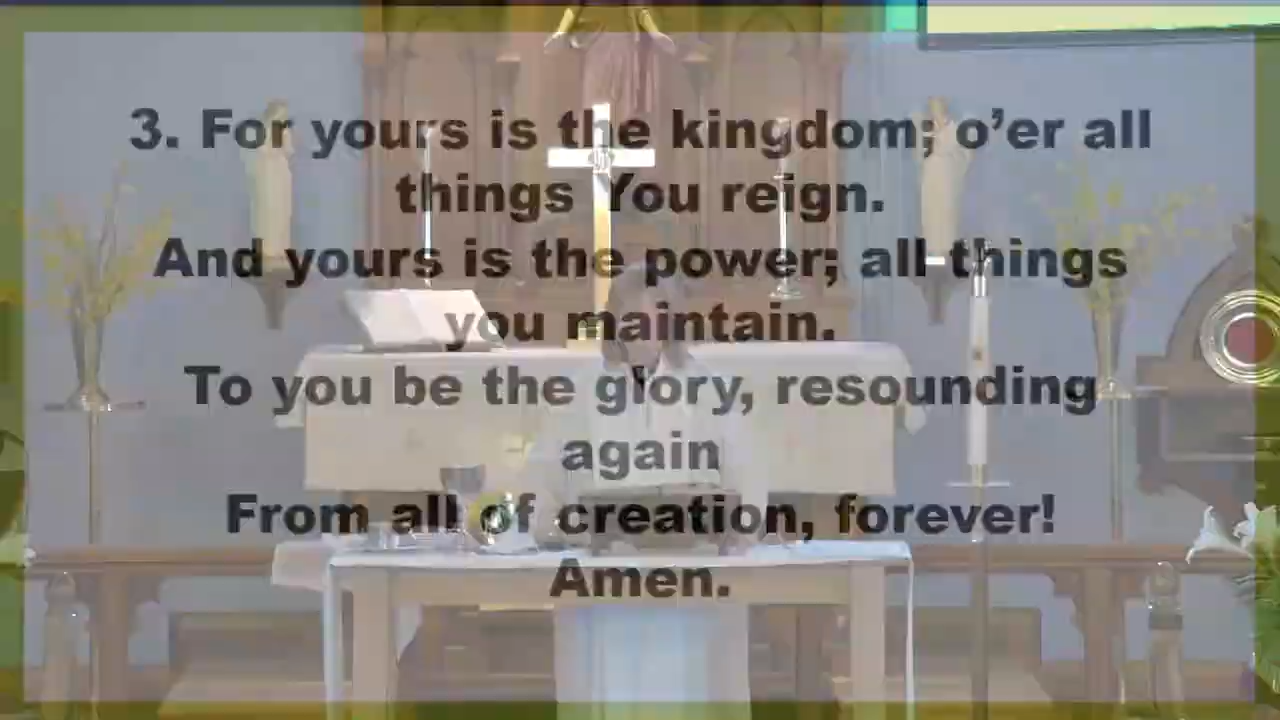 3. For yours is the kingdom; o’er all
things You reign.
And yours is the power; all things
you maintain.
To you be the glory, resounding
again
From all of creation, forever!
Amen.